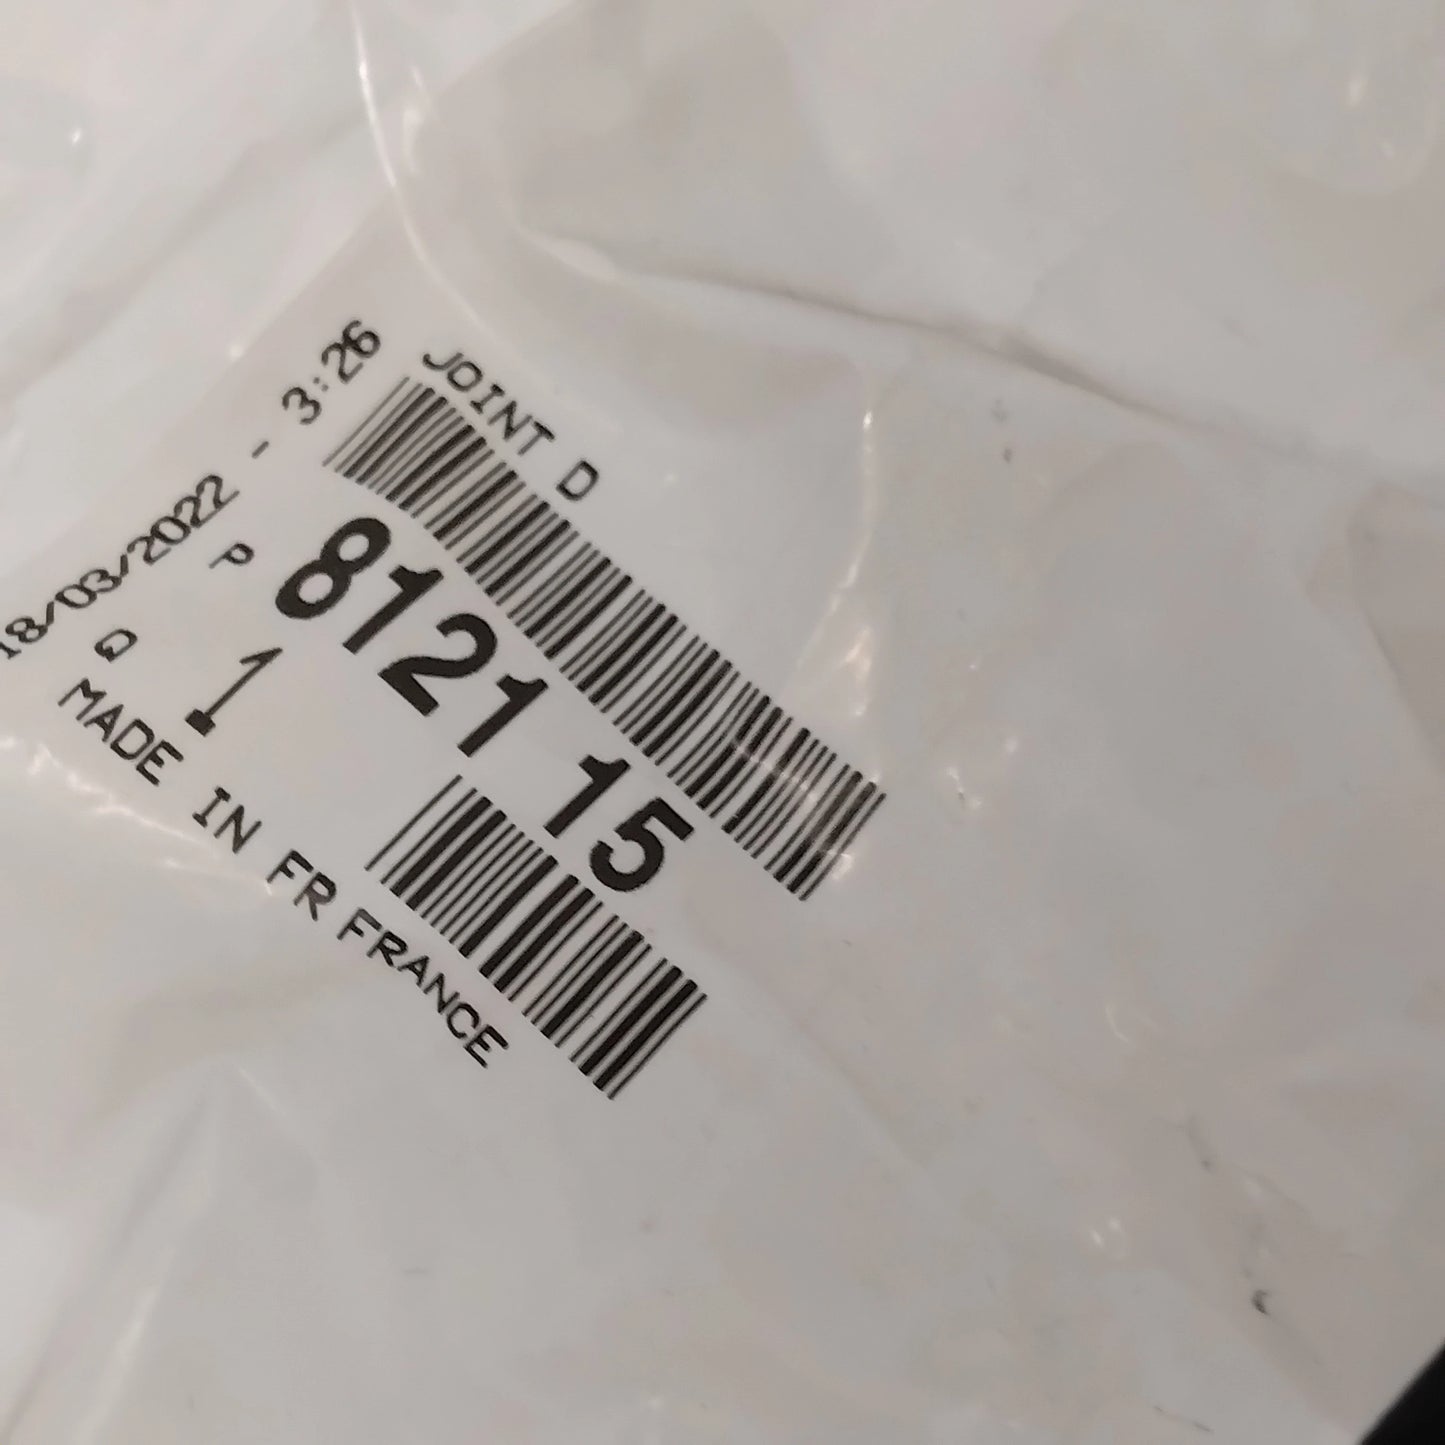 18/03/2022 - 3:26
JOINT D
P
8121 15
Q
1
MADE IN FR FRANCE